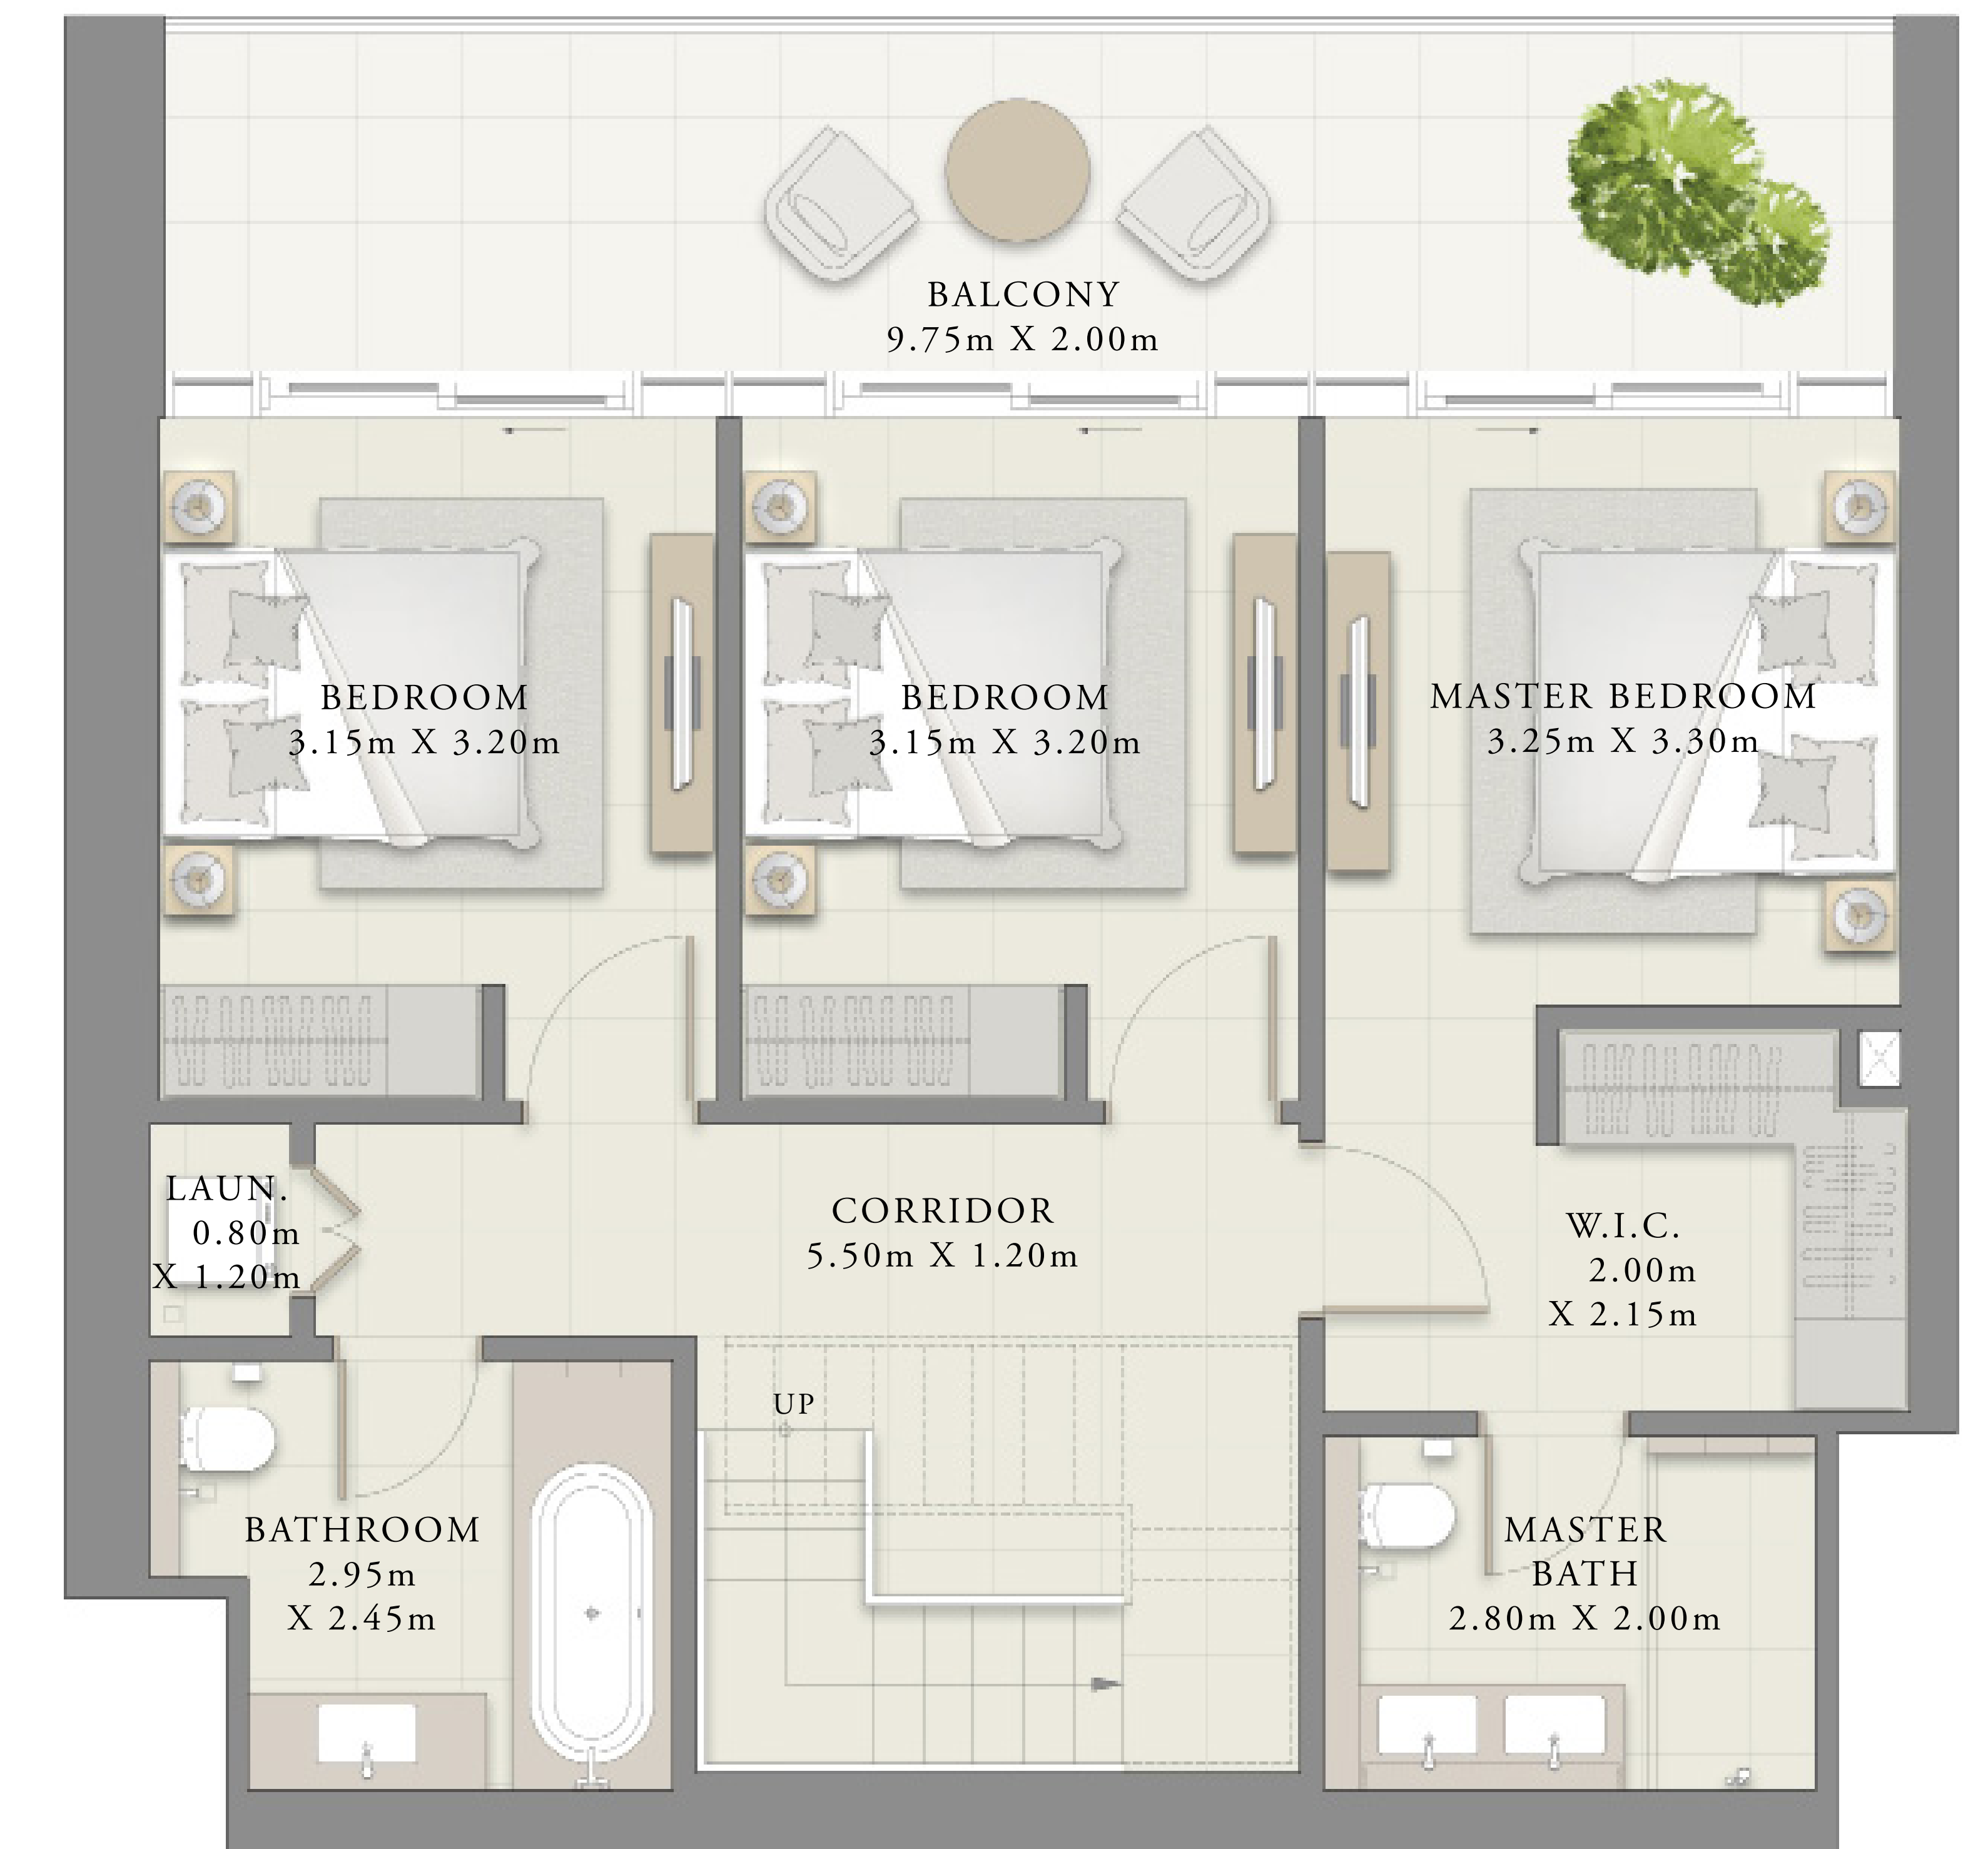 BALCONY
9.75m X 2.00m
BEDROOM
3.15m X 3.20m
BEDROOM
3.15m X 3.20m
MASTER BEDROOM
3.25m X 3.30m
LAUN.
0.80m
X 1.20m
CORRIDOR
5.50m X 1.20m
W.I.C.
2.00m
X 2.15m
UP
BATHROOM
2.95m
X 2.45m
MASTER
BATH
2.80m X 2.00m